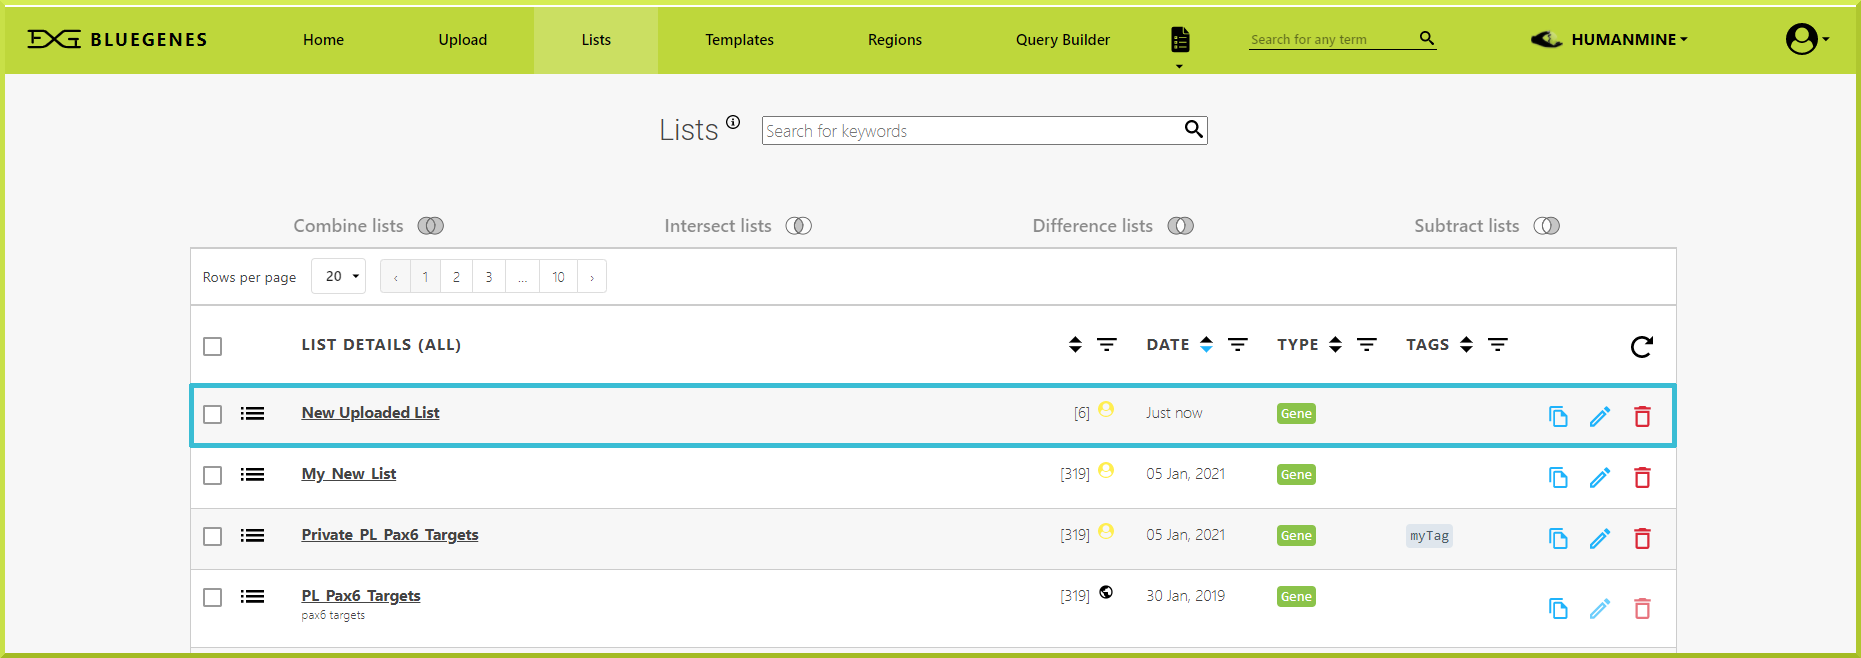 BLUEGENES Home Upload Lists Templates Regions Query Builder Search for any term HUMANMINE
Lists Search for keywords
Combine lists Intersect lists Difference lists Subtract lists
Rows per page 20 ‹ 1 2 3 ... 10 ›
LIST DETAILS (ALL) DATE TYPE TAGS
New Uploaded List [6] Just now Gene
My_New_List [319] 05 Jan, 2021 Gene
Private_PL_Pax6_Targets [319] 05 Jan, 2021 Gene myTag
PL_Pax6_Targets [319] 30 Jan, 2019 Gene
pax6 targets